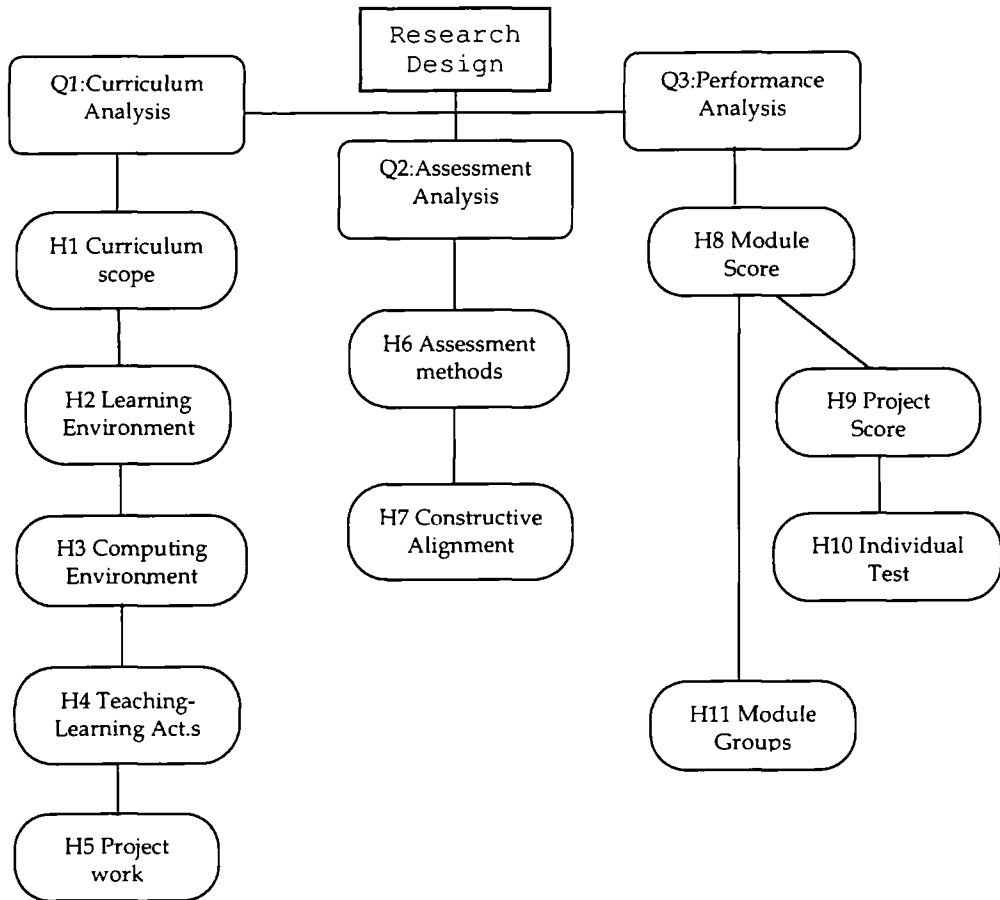 Research
Design
Q1:Curriculum
Analysis
Q3:Performance
Analysis
Q2:Assessment
Analysis
H1 Curriculum
scope
H8 Module
Score
H6 Assessment
methods
H2 Learning
Environment
H9 Project
Score
H7 Constructive
Alignment
H3 Computing
Environment
H10 Individual
Test
H4 Teaching-
Learning Act.s
H11 Module
Groups
H5 Project
work